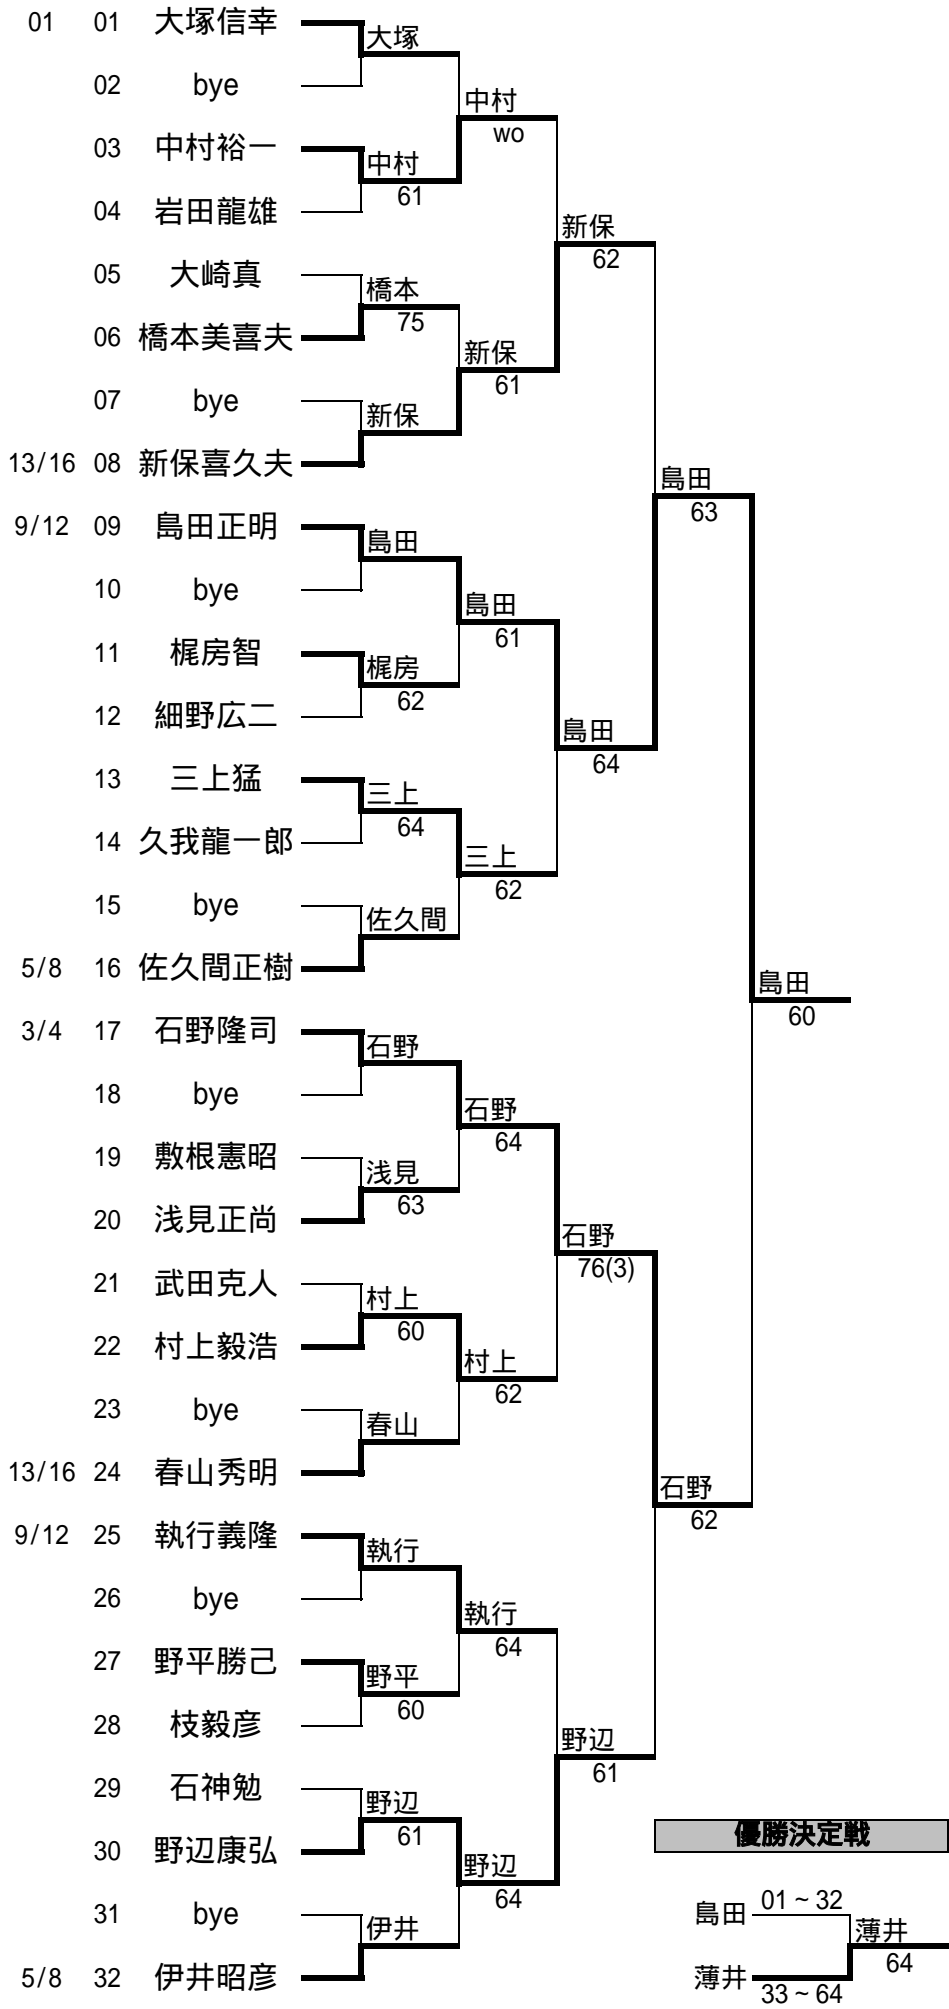 01 01 大塚信幸
大塚
02 bye
中村
wo
03 中村裕一
中村
61
04 岩田龍雄
新保
62
05 大崎真
橋本
75
06 橋本美喜夫
新保
61
07 bye
新保
13/16 08 新保喜久夫
島田
63
9/12 09 島田正明
島田
10 bye
島田
61
11 梶房智
梶房
62
12 細野広二
島田
64
13 三上猛
三上
64
14 久我龍一郎
三上
62
15 bye
佐久間
5/8 16 佐久間正樹
島田
60
3/4 17 石野隆司
石野
18 bye
石野
64
19 敷根憲昭
浅見
63
20 浅見正尚
石野
76(3)
21 武田克人
村上
60
22 村上毅浩
村上
62
23 bye
春山
13/16 24 春山秀明
石野
62
9/12 25 執行義隆
執行
26 bye
執行
64
27 野平勝己
野平
60
28 枝毅彦
野辺
61
29 石神勉
野辺
61
30 野辺康弘
野辺
64
31 bye
伊井
5/8 32 伊井昭彦
優勝決定戦
島田 01 ~ 32
薄井
64
薄井 33 ~ 64